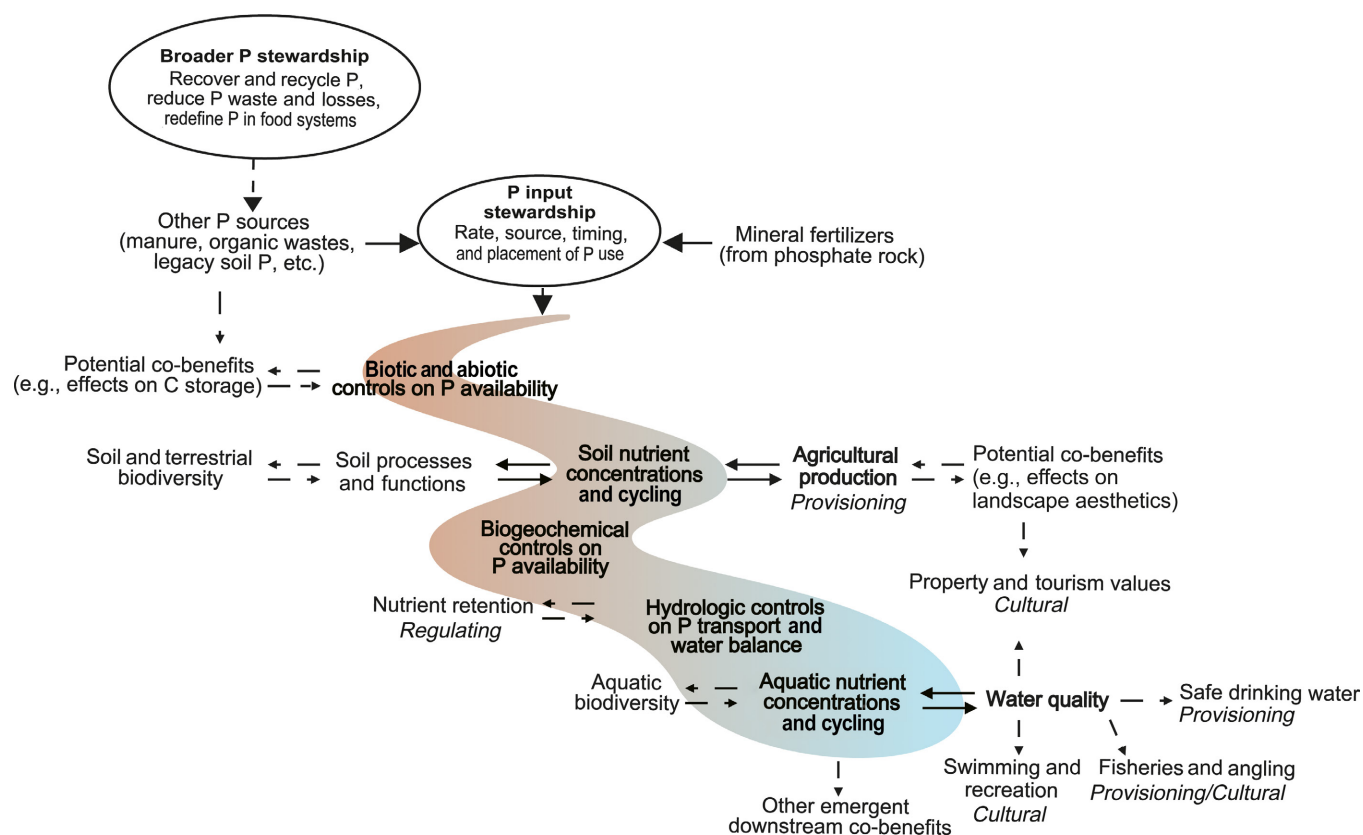 Broader P stewardship
Recover and recycle P,
reduce P waste and losses,
redefine P in food systems
P input
stewardship
Rate, source, timing,
and placement of P use
Other P sources
(manure, organic wastes,
legacy soil P, etc.)
Mineral fertilizers
(from phosphate rock)
Potential co-benefits
(e.g., effects on C storage)
Biotic and abiotic
controls on P availability
Soil and terrestrial
biodiversity
Soil processes
and functions
Soil nutrient
concentrations
and cycling
Agricultural
production
Provisioning
Potential co-benefits
(e.g., effects on
landscape aesthetics)
Biogeochemical
controls on
P availability
Property and tourism values
Cultural
Nutrient retention
Regulating
Hydrologic controls
on P transport and
water balance
Aquatic
biodiversity
Aquatic nutrient
concentrations
and cycling
Water quality
Safe drinking water
Provisioning
Swimming and
recreation
Cultural
Fisheries and angling
Provisioning/Cultural
Other emergent
downstream co-benefits